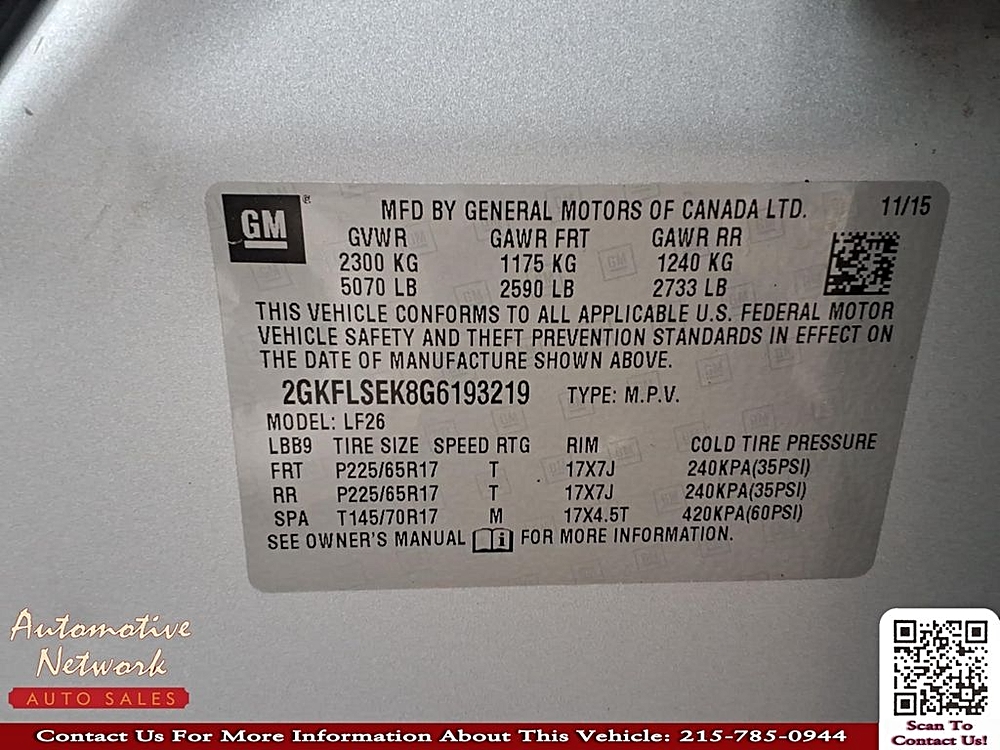 GM ®
MFD BY GENERAL MOTORS OF CANADA LTD. 11/15
GVWR GAWR FRT GAWR RR
2300 KG 1175 KG 1240 KG
5070 LB 2590 LB 2733 LB
THIS VEHICLE CONFORMS TO ALL APPLICABLE U.S. FEDERAL MOTOR
VEHICLE SAFETY AND THEFT PREVENTION STANDARDS IN EFFECT ON
THE DATE OF MANUFACTURE SHOWN ABOVE.
2GKFLSEK8G6193219 TYPE: M.P.V.
MODEL: LF26
LBB9 TIRE SIZE SPEED RTG RIM COLD TIRE PRESSURE
FRT P225/65R17 T 17X7J 240KPA(35PSI)
RR P225/65R17 T 17X7J 240KPA(35PSI)
SPA T145/70R17 M 17X4.5T 420KPA(60PSI)
SEE OWNER'S MANUAL i FOR MORE INFORMATION.
Automotive
Network
AUTO SALES
Scan To
Contact Us!
Contact Us For More Information About This Vehicle: 215-785-0944